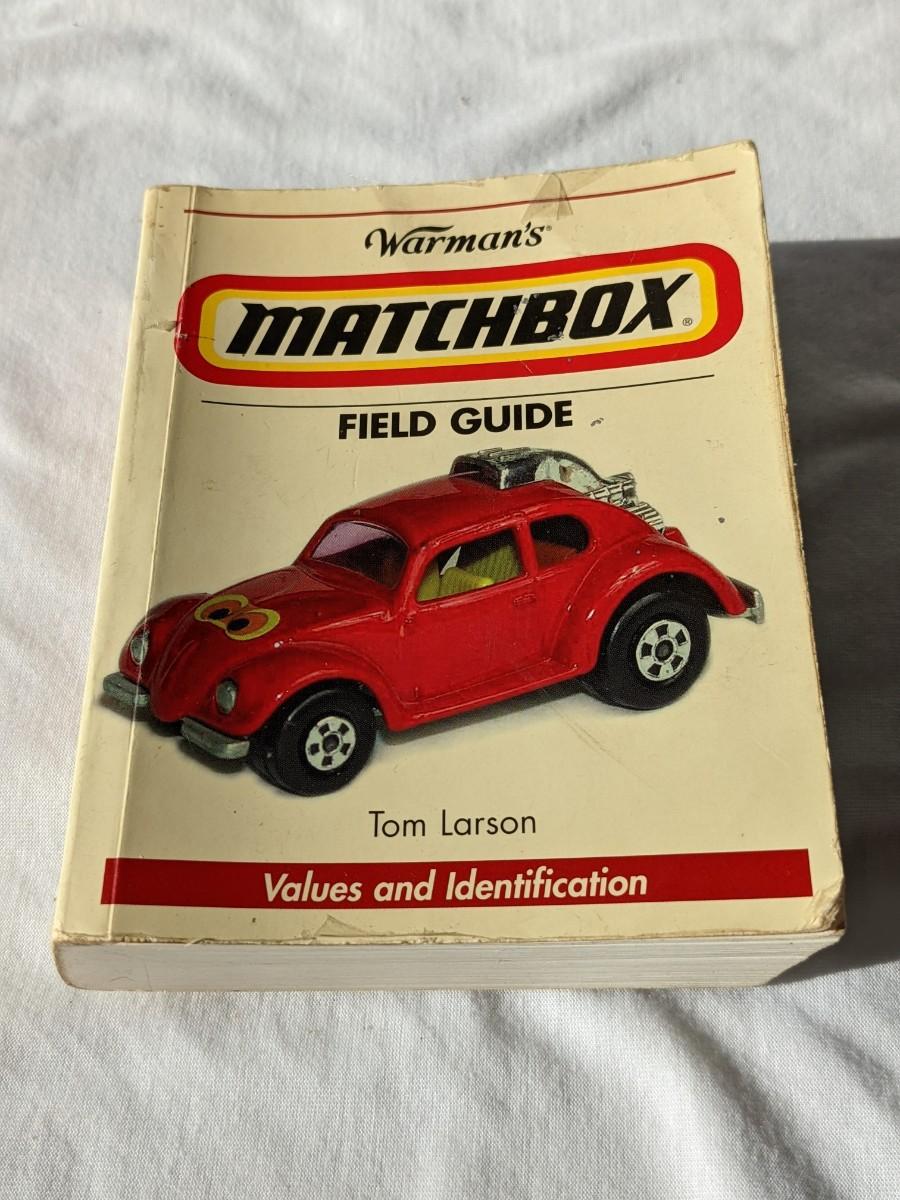 Warman's®
MATCHBOX®
FIELD GUIDE
Tom Larson
Values and Identification